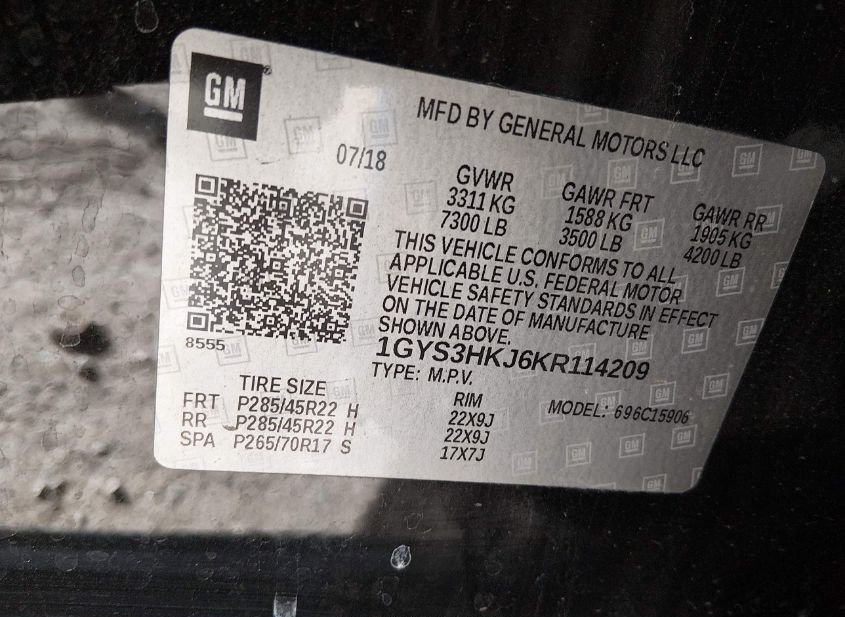 GM
MFD BY GENERAL MOTORS LLC
07/18
GVWR GAWR FRT GAWR RR
3311 KG 1588 KG 1905 KG
7300 LB 3500 LB 4200 LB
THIS VEHICLE CONFORMS TO ALL
APPLICABLE U.S. FEDERAL MOTOR
VEHICLE SAFETY STANDARDS IN EFFECT
ON THE DATE OF MANUFACTURE
SHOWN ABOVE.
8555
1GYS3HKJ6KR114209
TYPE: M.P.V.
MODEL: 696C15906
TIRE SIZE RIM
FRT P285/45R22 H 22X9J
RR P285/45R22 H 22X9J
SPA P265/70R17 S 17X7J